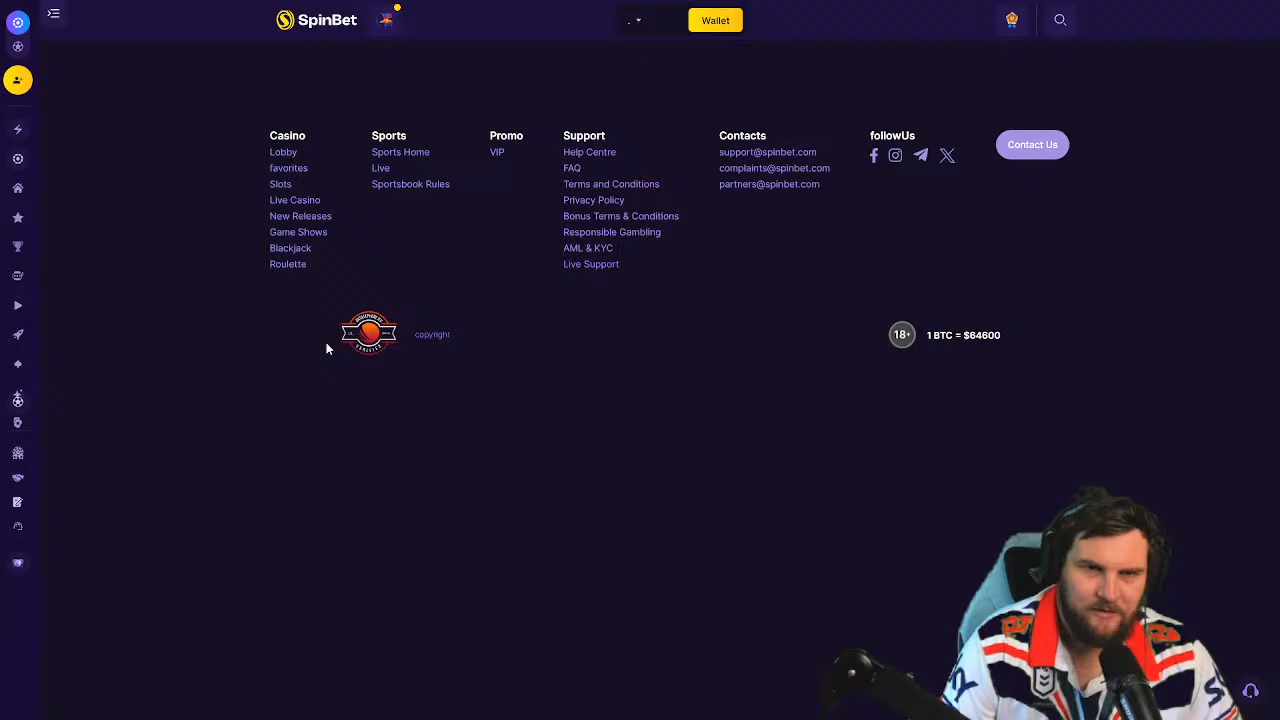 SpinBet
.
Wallet
Casino
Lobby
favorites
Slots
Live Casino
New Releases
Game Shows
Blackjack
Roulette
Sports
Sports Home
Live
Sportsbook Rules
Promo
VIP
Support
Help Centre
FAQ
Terms and Conditions
Privacy Policy
Bonus Terms & Conditions
Responsible Gambling
AML & KYC
Live Support
Contacts
support@spinbet.com
complaints@spinbet.com
partners@spinbet.com
followUs
Contact Us
copyright
18+
1 BTC = $64600